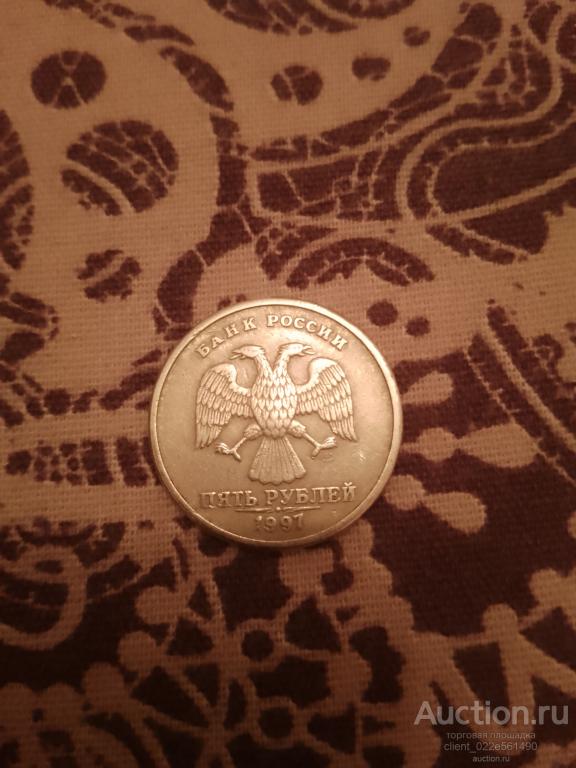 БАНК РОССИИ
ПЯТЬ РУБЛЕЙ
1997
Auction.ru
торговая площадка
client_022e561490
auction.ru